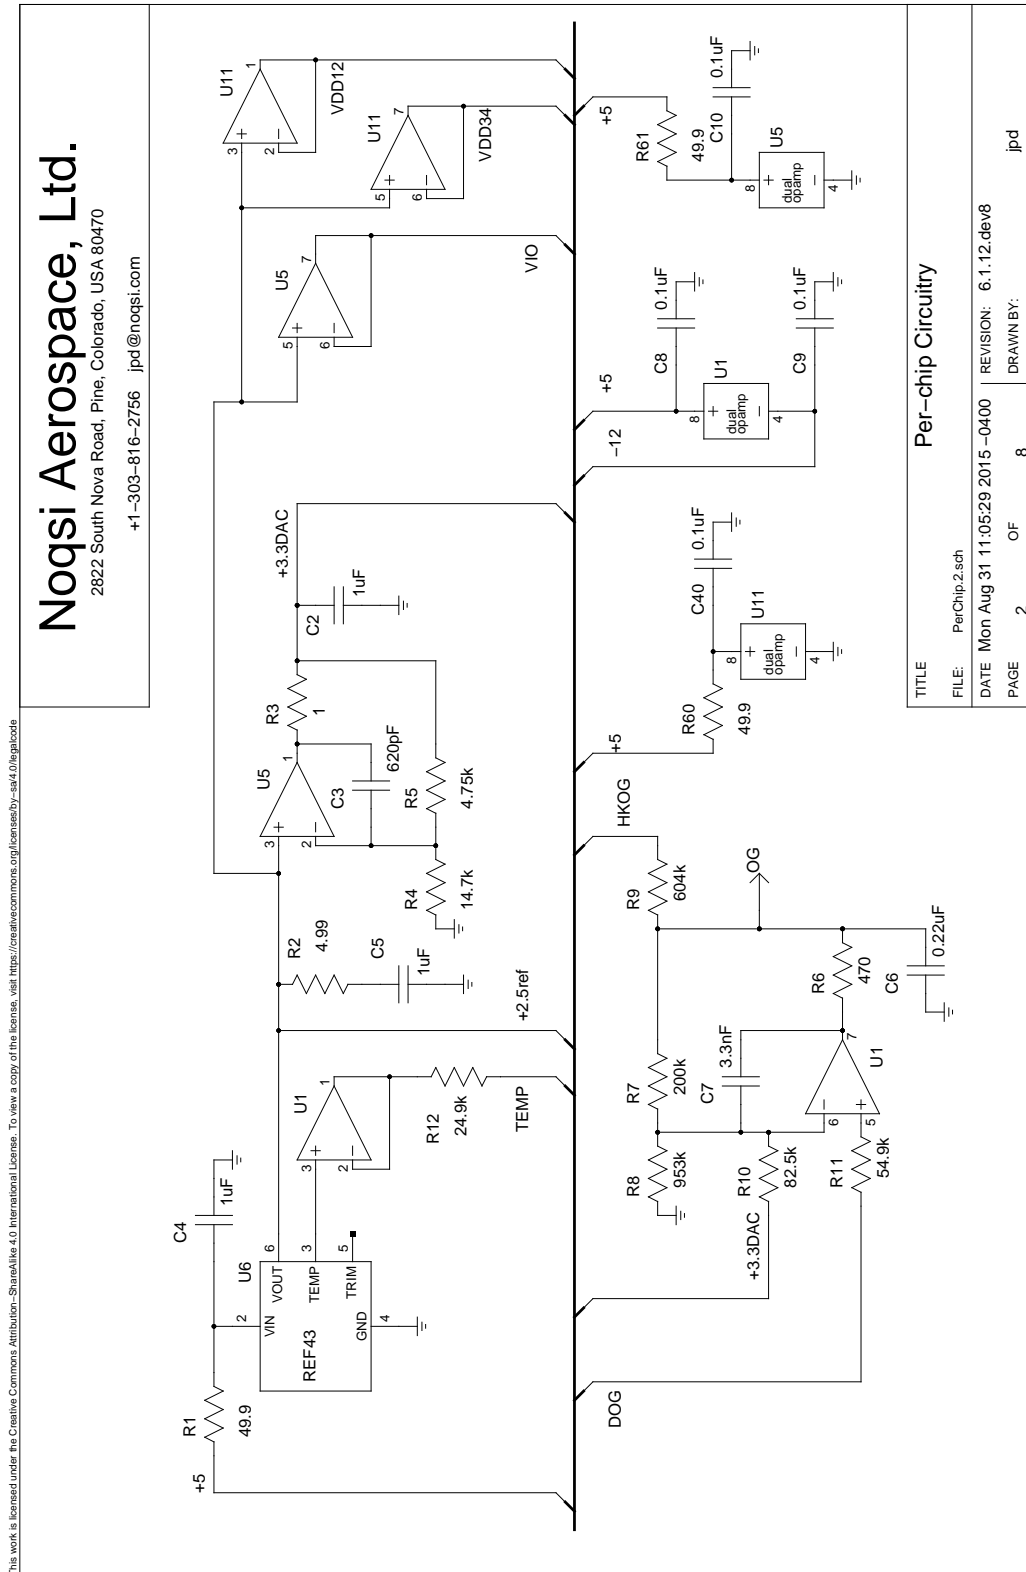 This work is licensed under the Creative Commons Attribution−ShareAlike 4.0 International License. To view a copy of the license, visit https://creativecommons.org/licenses/by−sa/4.0/legalcode
Noqsi Aerospace, Ltd.
2822 South Nova Road, Pine, Colorado, USA 80470
+1−303−816−2756 jpd@noqsi.com
+5
R1
49.9
C4
1uF
U6
REF43
VIN
2
VOUT
6
TEMP
3
TRIM
5
GND
4
U1
3
2
1
+
−
R12
24.9k
TEMP
+2.5ref
R2
4.99
C5
1uF
U5
3
2
1
+
−
C3
620pF
R4
14.7k
R5
4.75k
R3
1
C2
1uF
+3.3DAC
U5
5
6
7
+
−
VIO
U11
5
6
7
+
−
VDD34
U11
3
2
1
+
−
VDD12
DOG
+3.3DAC
R8
953k
R10
82.5k
R11
54.9k
R7
200k
C7
3.3nF
U1
6
5
7
−
+
R6
470
C6
0.22uF
R9
604k
OG
HKOG
+5
R60
49.9
C40
0.1uF
U11
8
+
dual
opamp
−
4
−12
+5
C8
0.1uF
U1
8
+
dual
opamp
−
4
C9
0.1uF
+5
R61
49.9
C10
0.1uF
U5
8
+
dual
opamp
−
4
TITLE
Per−chip Circuitry
FILE: PerChip.2.sch
DATE Mon Aug 31 11:05:29 2015 −0400
REVISION: 6.1.12.dev8
PAGE 2 OF 8
DRAWN BY: jpd